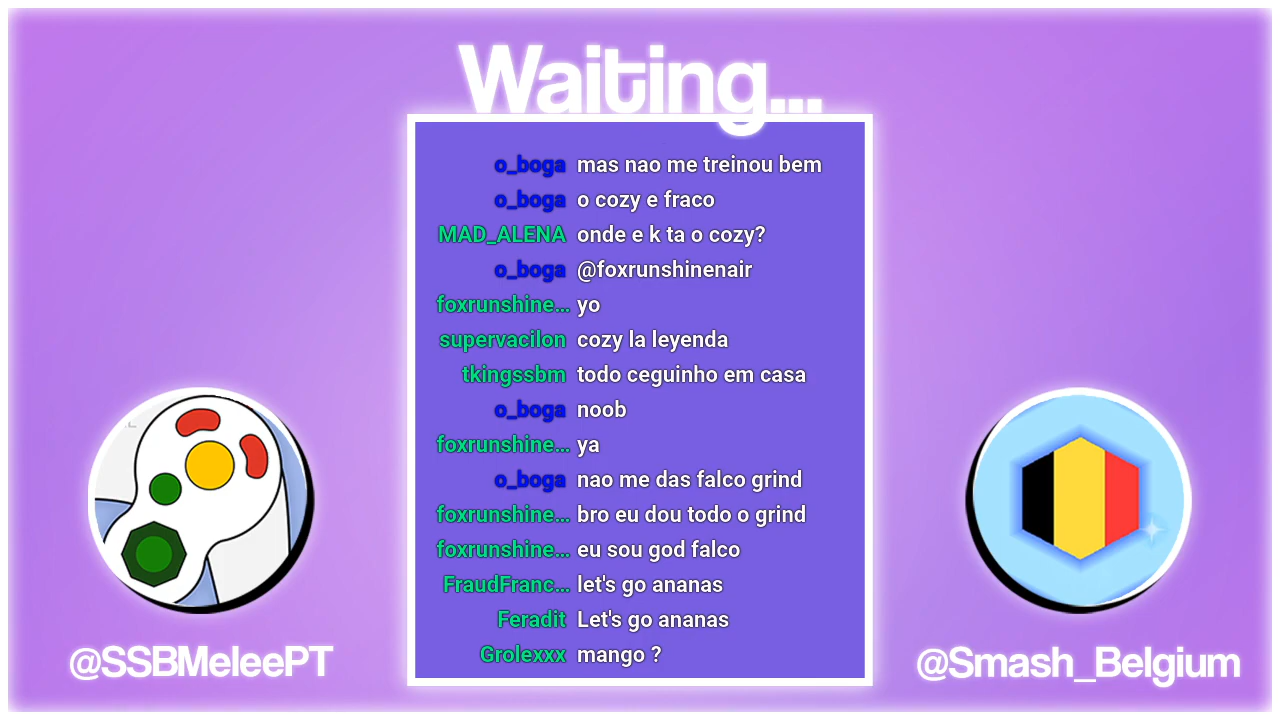 Waiting...
o_boga mas nao me treinou bem
o_boga o cozy e fraco
MAD_ALENA onde e k ta o cozy?
o_boga @foxrunshinenair
foxrunshine... yo
supervacilon cozy la leyenda
tkingssbm todo ceguinho em casa
o_boga noob
foxrunshine... ya
o_boga nao me das falco grind
foxrunshine... bro eu dou todo o grind
foxrunshine... eu sou god falco
FraudFranc... let's go ananas
Feradit Let's go ananas
Grolexxx mango ?
@SSBMeleePT
@Smash_Belgium